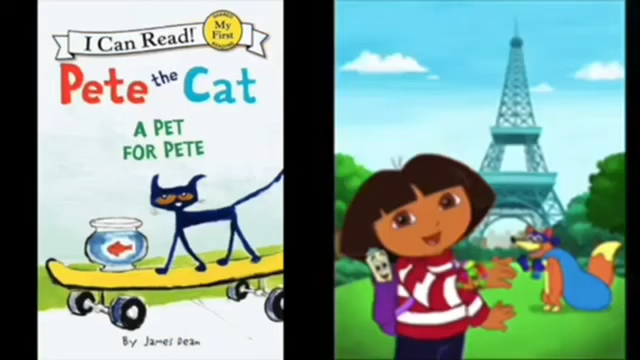 I Can Read!
My
First
Pete the Cat
A PET
FOR PETE
By James Dean